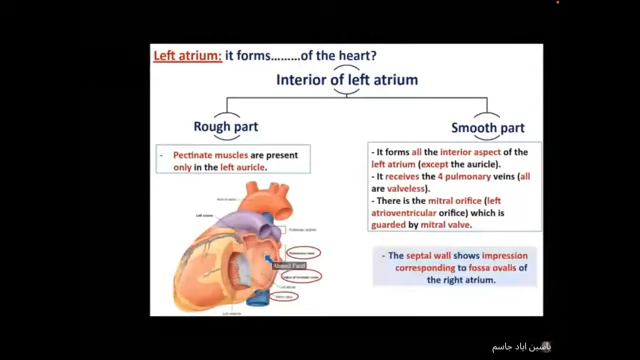 Left atrium: it forms.........of the heart?
Interior of left atrium
Rough part
- Pectinate muscles are present
only in the left auricle.
Smooth part
- It forms all the interior aspect of the
left atrium (except the auricle).
- It receives the 4 pulmonary veins (all
are valveless).
- There is the mitral orifice (left
atrioventricular orifice) which is
guarded by mitral valve.
- The septal wall shows impression
corresponding to fossa ovalis of
the right atrium.
Ahmed Farid
ياسين اياد جاسم